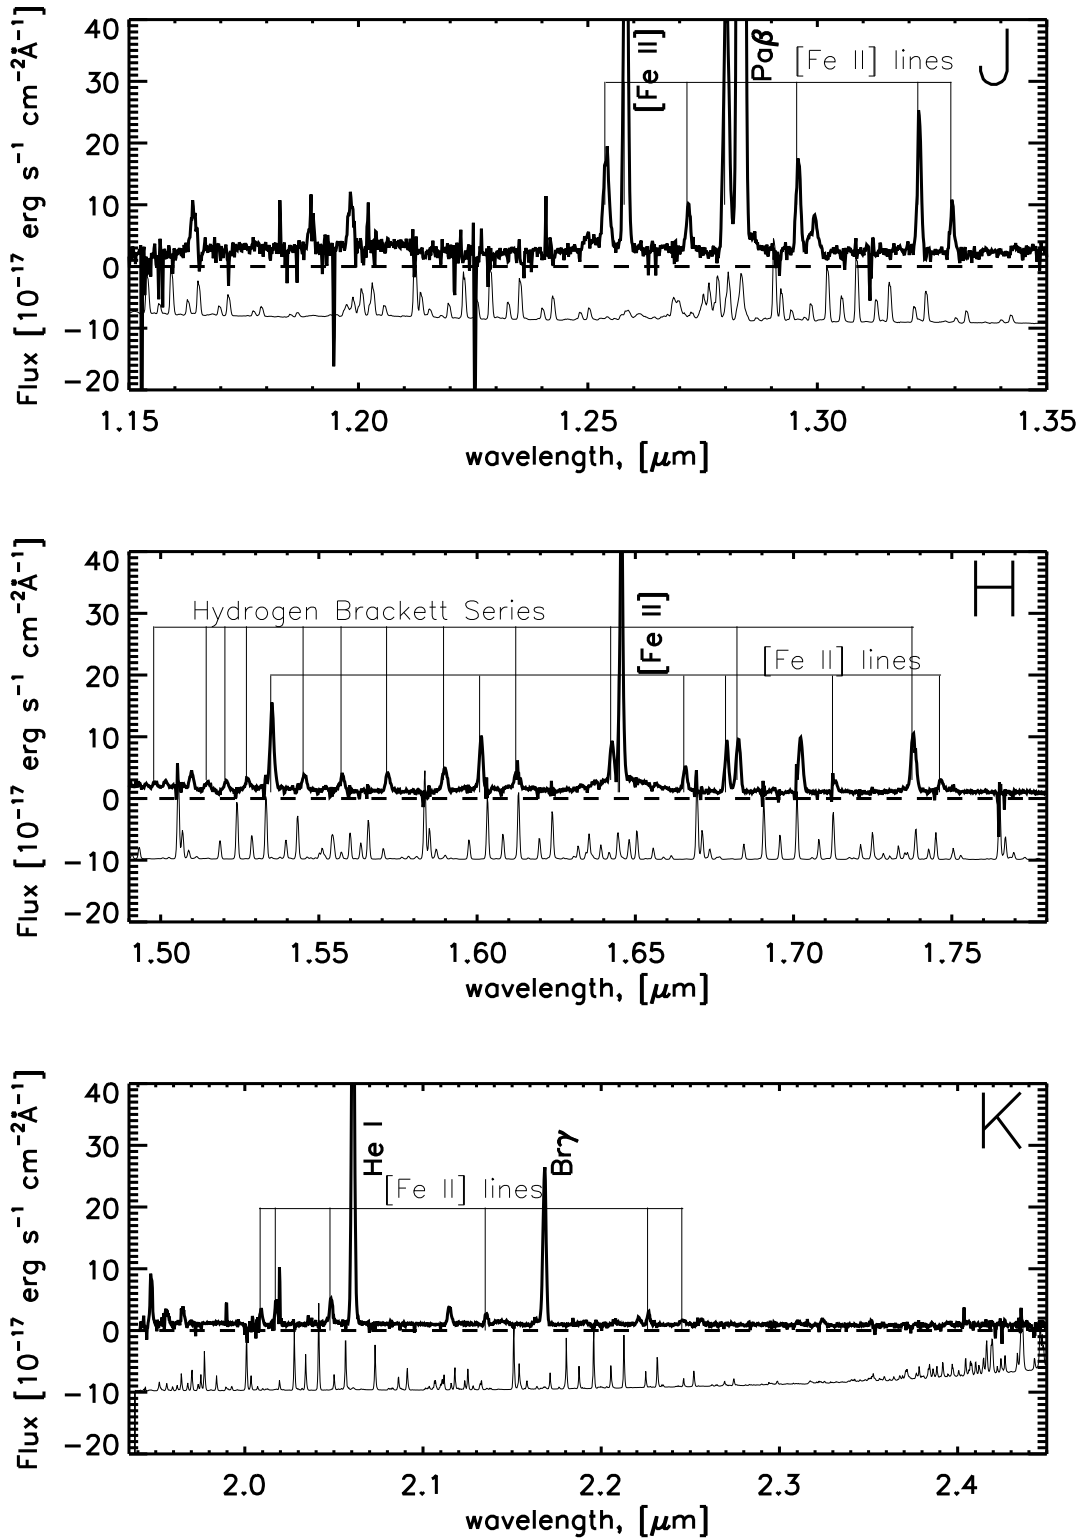 40
30
20
10
0
−10
−20
Flux [10⁻¹⁷ erg s⁻¹ cm⁻²Å⁻¹]
[Fe II]
Paβ
[Fe II] lines
J
1.15
1.20
1.25
1.30
1.35
wavelength, [μm]
40
30
20
10
0
−10
−20
Flux [10⁻¹⁷ erg s⁻¹ cm⁻²Å⁻¹]
Hydrogen Brackett Series
[Fe II]
[Fe II] lines
H
1.50
1.55
1.60
1.65
1.70
1.75
wavelength, [μm]
40
30
20
10
0
−10
−20
Flux [10⁻¹⁷ erg s⁻¹ cm⁻²Å⁻¹]
He I
[Fe II] lines
Brγ
K
2.0
2.1
2.2
2.3
2.4
wavelength, [μm]